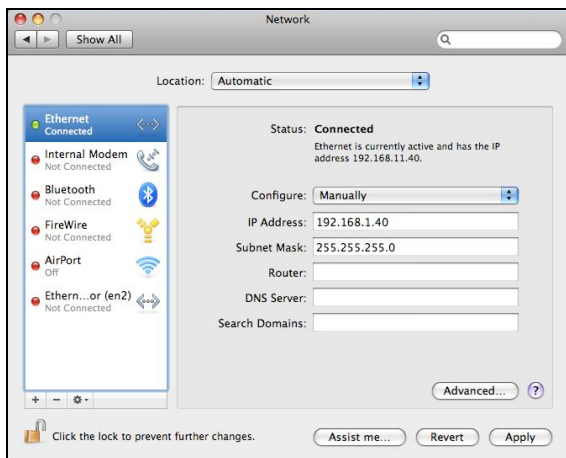 Network
Show All
Location: Automatic
Ethernet
Connected
Internal Modem
Not Connected
Bluetooth
Not Connected
FireWire
Not Connected
AirPort
Off
Ethern...or (en2)
Not Connected
Status: Connected
Ethernet is currently active and has the IP
address 192.168.11.40.
Configure: Manually
IP Address: 192.168.1.40
Subnet Mask: 255.255.255.0
Router:
DNS Server:
Search Domains:
Advanced... ?
Click the lock to prevent further changes.
Assist me... Revert Apply